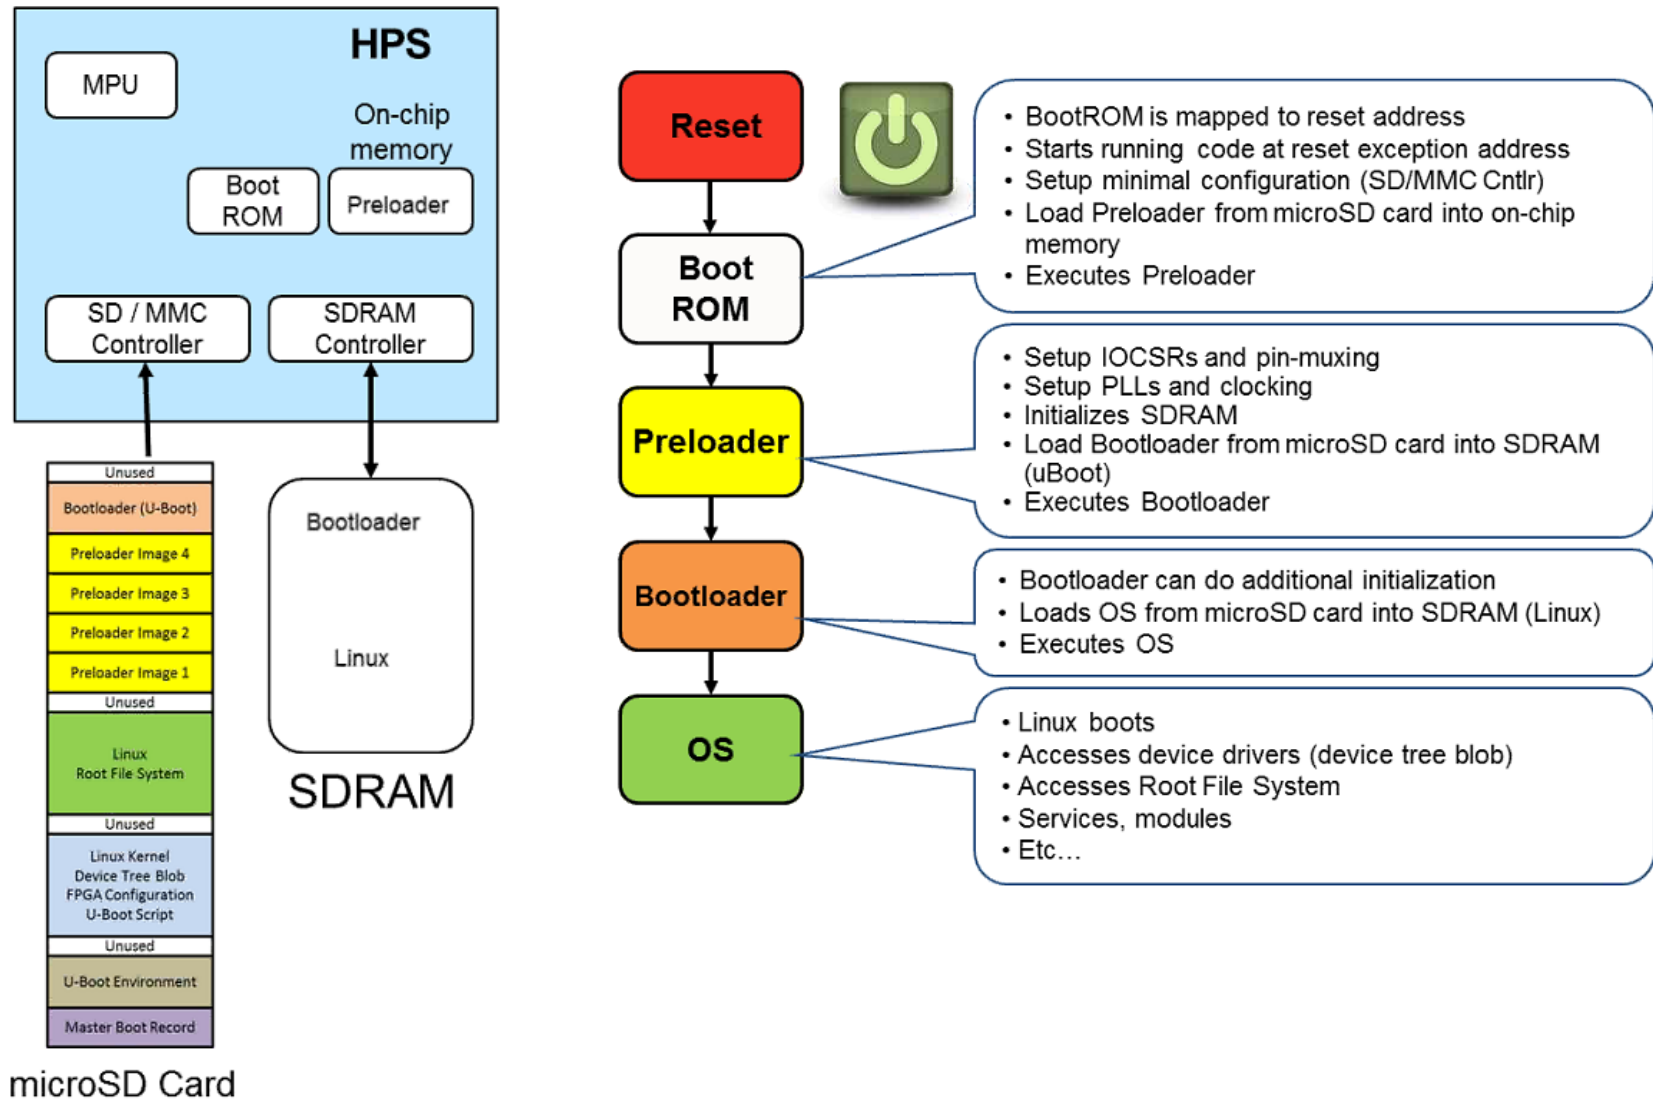 HPS
MPU
On-chip
memory
Boot
ROM
Preloader
SD / MMC
Controller
SDRAM
Controller
Unused
Bootloader (U-Boot)
Preloader Image 4
Preloader Image 3
Preloader Image 2
Preloader Image 1
Unused
Linux
Root File System
Unused
Linux Kernel
Device Tree Blob
FPGA Configuration
U-Boot Script
Unused
U-Boot Environment
Master Boot Record
microSD Card
Bootloader
Linux
SDRAM
Reset
Boot
ROM
Preloader
Bootloader
OS
• BootROM is mapped to reset address
• Starts running code at reset exception address
• Setup minimal configuration (SD/MMC Cntlr)
• Load Preloader from microSD card into on-chip
memory
• Executes Preloader
• Setup IOCSRs and pin-muxing
• Setup PLLs and clocking
• Initializes SDRAM
• Load Bootloader from microSD card into SDRAM
(uBoot)
• Executes Bootloader
• Bootloader can do additional initialization
• Loads OS from microSD card into SDRAM (Linux)
• Executes OS
• Linux boots
• Accesses device drivers (device tree blob)
• Accesses Root File System
• Services, modules
• Etc…